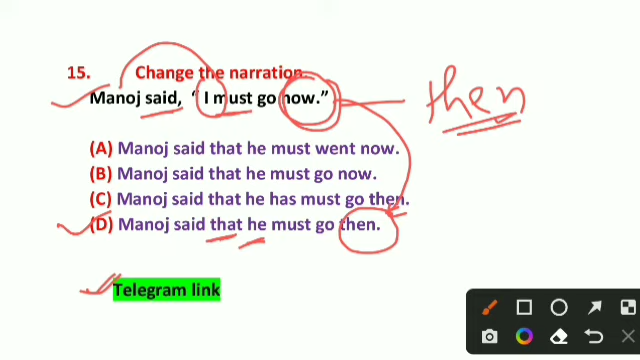 15. Change the narration
Manoj said, “ I must go now.”
then
(A) Manoj said that he must went now.
(B) Manoj said that he must go now.
(C) Manoj said that he has must go then.
(D) Manoj said that he must go then.
Telegram link